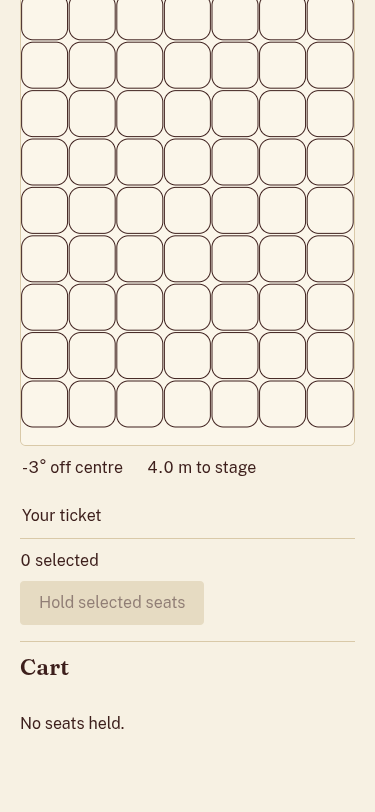 -3° off centre 4.0 m to stage
Your ticket
0 selected
Hold selected seats
Cart
No seats held.